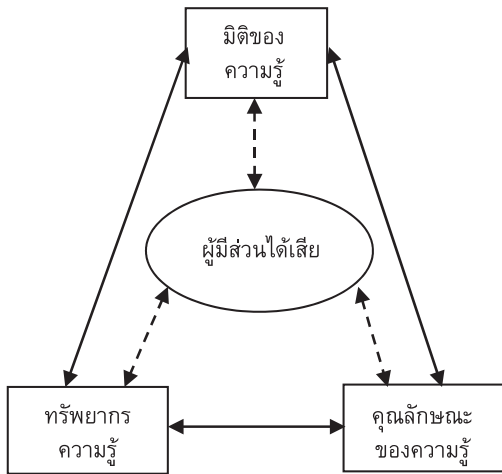 มิติของ
ความรู้
ผู้มีส่วนได้เสีย
ทรัพยากร
ความรู้
คุณลักษณะ
ของความรู้